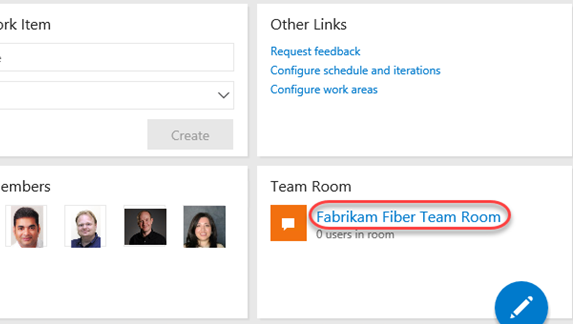 ork Item
Create
Other Links
Request feedback
Configure schedule and iterations
Configure work areas
embers
Team Room
Fabrikam Fiber Team Room
0 users in room